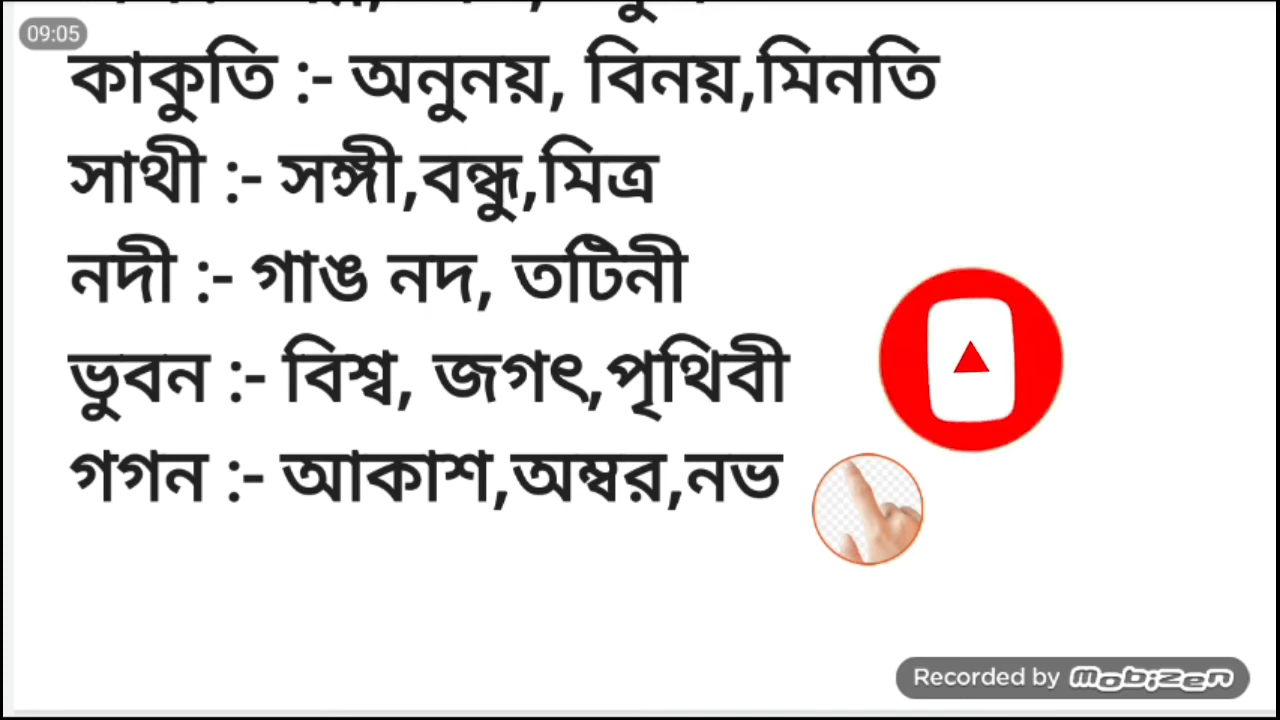 09:05
কাকুতি :- অনুনয়, বিনয়,মিনতি
সাথী :- সঙ্গী,বন্ধু,মিত্র
নদী :- গাঙ নদ, তটিনী
ভুবন :- বিশ্ব, জগৎ,পৃথিবী
গগন :- আকাশ,অম্বর,নভ
Recorded by Mobizen